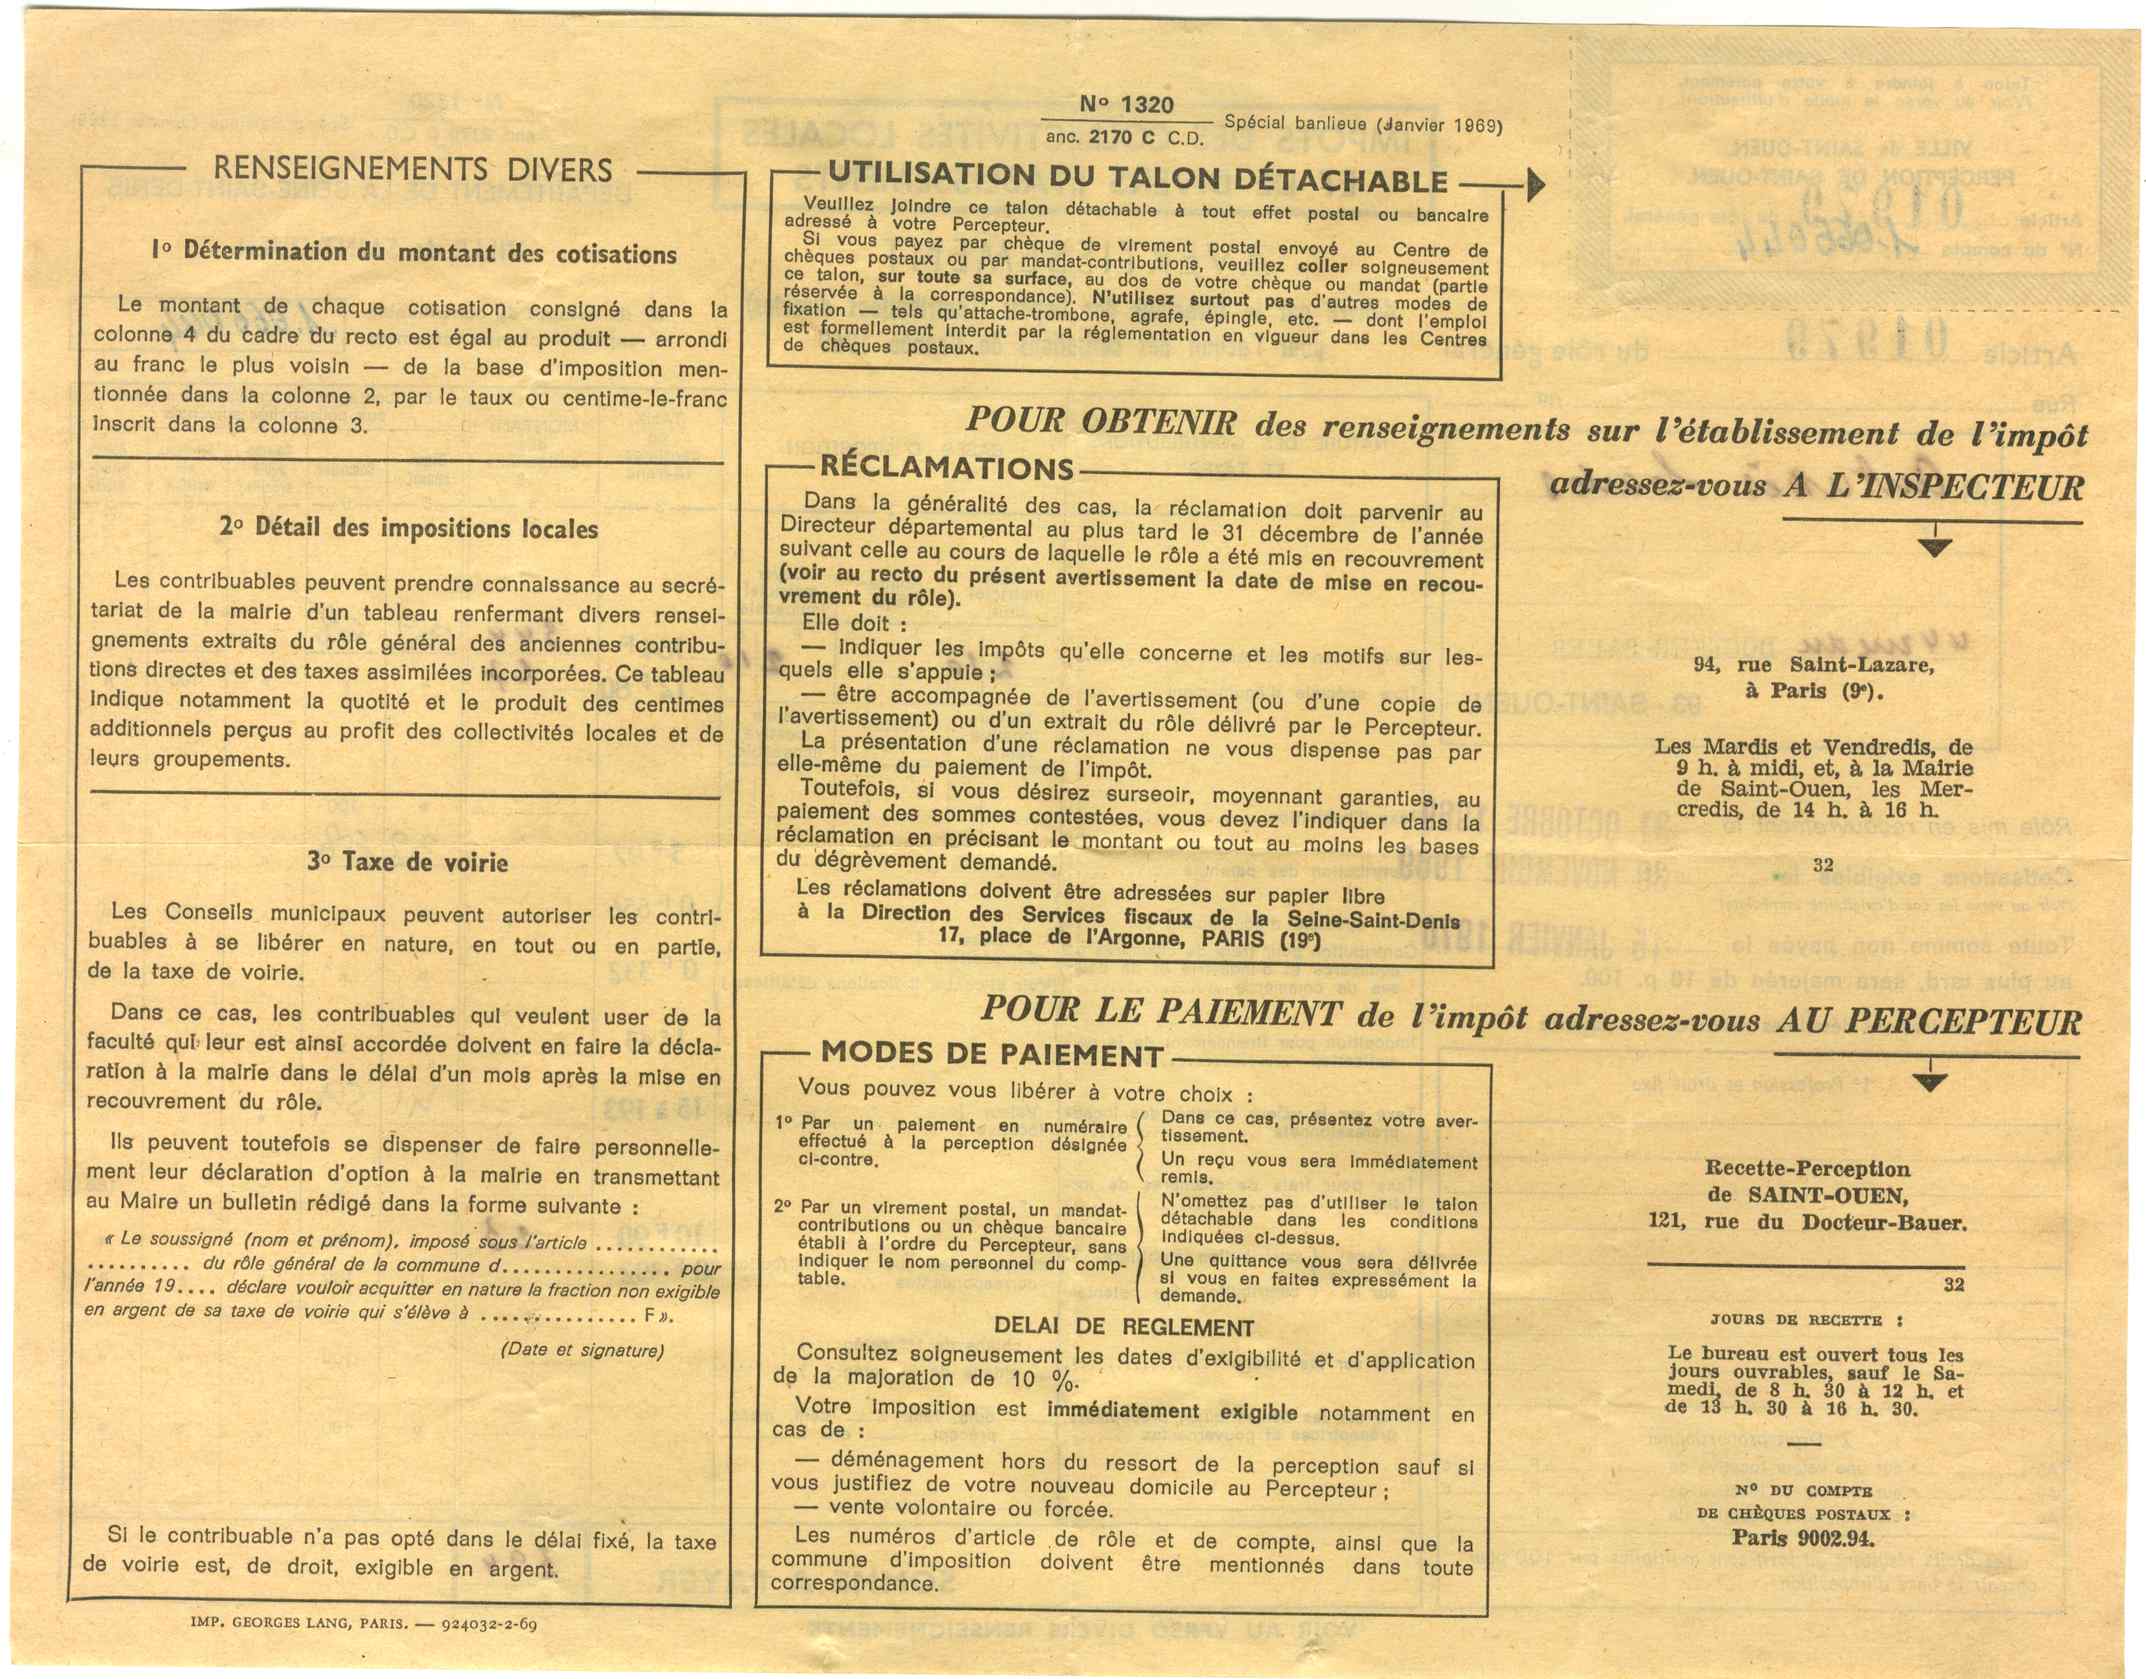 N° 1320
anc. 2170 C C.D.
Spécial banlieue (Janvier 1969)
RENSEIGNEMENTS DIVERS
1° Détermination du montant des cotisations
Le montant de chaque cotisation consigné dans la
colonne 4 du cadre du recto est égal au produit — arrondi
au franc le plus voisin — de la base d'imposition men-
tionnée dans la colonne 2, par le taux ou centime-le-franc
inscrit dans la colonne 3.
2° Détail des impositions locales
Les contribuables peuvent prendre connaissance au secré-
tariat de la mairie d'un tableau renfermant divers rensei-
gnements extraits du rôle général des anciennes contribu-
tions directes et des taxes assimilées incorporées. Ce tableau
indique notamment la quotité et le produit des centimes
additionnels perçus au profit des collectivités locales et de
leurs groupements.
3° Taxe de voirie
Les Conseils municipaux peuvent autoriser les contri-
buables à se libérer en nature, en tout ou en partie,
de la taxe de voirie.
Dans ce cas, les contribuables qui veulent user de la
faculté qui leur est ainsi accordée doivent en faire la décla-
ration à la mairie dans le délai d'un mois après la mise en
recouvrement du rôle.
Ils peuvent toutefois se dispenser de faire personnelle-
ment leur déclaration d'option à la mairie en transmettant
au Maire un bulletin rédigé dans la forme suivante :
« Le soussigné (nom et prénom), imposé sous l'article ............
.......... du rôle général de la commune d................ pour
l'année 19.... déclare vouloir acquitter en nature la fraction non exigible
en argent de sa taxe de voirie qui s'élève à ................ F ».
(Date et signature)
Si le contribuable n'a pas opté dans le délai fixé, la taxe
de voirie est, de droit, exigible en argent.
IMP. GEORGES LANG, PARIS. — 924032-2-69
UTILISATION DU TALON DÉTACHABLE
Veuillez joindre ce talon détachable à tout effet postal ou bancaire
adressé à votre Percepteur.
Si vous payez par chèque de virement postal envoyé au Centre de
chèques postaux ou par mandat-contributions, veuillez coller soigneusement
ce talon, sur toute sa surface, au dos de votre chèque ou mandat (partie
réservée à la correspondance). N'utilisez surtout pas d'autres modes de
fixation — tels qu'attache-trombone, agrafe, épingle, etc. — dont l'emploi
est formellement interdit par la réglementation en vigueur dans les Centres
de chèques postaux.
POUR OBTENIR des renseignements sur l'établissement de l'impôt
adressez-vous A L'INSPECTEUR
RÉCLAMATIONS
Dans la généralité des cas, la réclamation doit parvenir au
Directeur départemental au plus tard le 31 décembre de l'année
suivant celle au cours de laquelle le rôle a été mis en recouvrement
(voir au recto du présent avertissement la date de mise en recou-
vrement du rôle).
Elle doit :
— indiquer les impôts qu'elle concerne et les motifs sur les-
quels elle s'appuie ;
— être accompagnée de l'avertissement (ou d'une copie de
l'avertissement) ou d'un extrait du rôle délivré par le Percepteur.
La présentation d'une réclamation ne vous dispense pas par
elle-même du paiement de l'impôt.
Toutefois, si vous désirez surseoir, moyennant garanties, au
paiement des sommes contestées, vous devez l'indiquer dans la
réclamation en précisant le montant ou tout au moins les bases
du dégrèvement demandé.
Les réclamations doivent être adressées sur papier libre
à la Direction des Services fiscaux de la Seine-Saint-Denis
17, place de l'Argonne, PARIS (19e)
94, rue Saint-Lazare,
à Paris (9e).
Les Mardis et Vendredis, de
9 h. à midi, et, à la Mairie
de Saint-Ouen, les Mer-
credis, de 14 h. à 16 h.
32
POUR LE PAIEMENT de l'impôt adressez-vous AU PERCEPTEUR
MODES DE PAIEMENT
Vous pouvez vous libérer à votre choix :
1° Par un paiement en numéraire
effectué à la perception désignée
ci-contre.
Dans ce cas, présentez votre aver-
tissement.
Un reçu vous sera immédiatement
remis.
2° Par un virement postal, un mandat-
contributions ou un chèque bancaire
établi à l'ordre du Percepteur, sans
indiquer le nom personnel du comp-
table.
N'omettez pas d'utiliser le talon
détachable dans les conditions
indiquées ci-dessus.
Une quittance vous sera délivrée
si vous en faites expressément la
demande.
DELAI DE REGLEMENT
Consultez soigneusement les dates d'exigibilité et d'application
de la majoration de 10 %.
Votre imposition est immédiatement exigible notamment en
cas de :
— déménagement hors du ressort de la perception sauf si
vous justifiez de votre nouveau domicile au Percepteur ;
— vente volontaire ou forcée.
Les numéros d'article de rôle et de compte, ainsi que la
commune d'imposition doivent être mentionnés dans toute
correspondance.
Recette-Perception
de SAINT-OUEN,
121, rue du Docteur-Bauer.
32
JOURS DE RECETTE :
Le bureau est ouvert tous les
jours ouvrables, sauf le Sa-
medi, de 8 h. 30 à 12 h. et
de 13 h. 30 à 16 h. 30.
N° DU COMPTE
DE CHÈQUES POSTAUX :
Paris 9002.94.